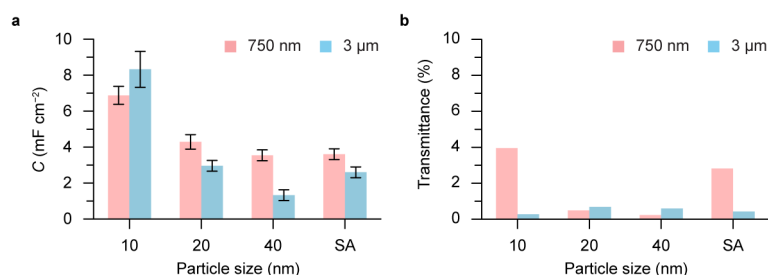 a
10
8
6
4
2
0
C (mF cm⁻²)
750 nm
3 µm
10
20
40
SA
Particle size (nm)
b
10
8
6
4
2
0
Transmittance (%)
750 nm
3 µm
10
20
40
SA
Particle size (nm)